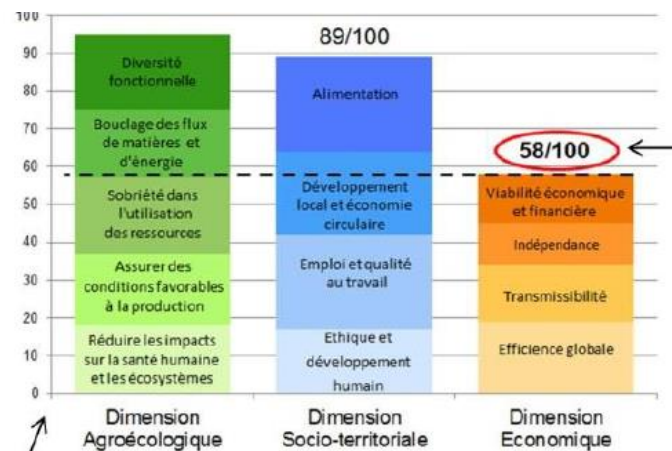 100
90
80
70
60
50
40
30
20
10
0
Diversité
fonctionnelle
Bouclage des flux
de matières et
d'énergie
Sobriété dans
l'utilisation
des ressources
Assurer des
conditions favorables
à la production
Réduire les impacts
sur la santé humaine
et les écosystèmes
89/100
Alimentation
Développement
local et économie
circulaire
Emploi et qualité
au travail
Ethique et
développement
humain
58/100
Viabilité économique
et financière
Indépendance
Transmissibilité
Efficience globale
Dimension
Agroécologique
Dimension
Socio-territoriale
Dimension
Economique